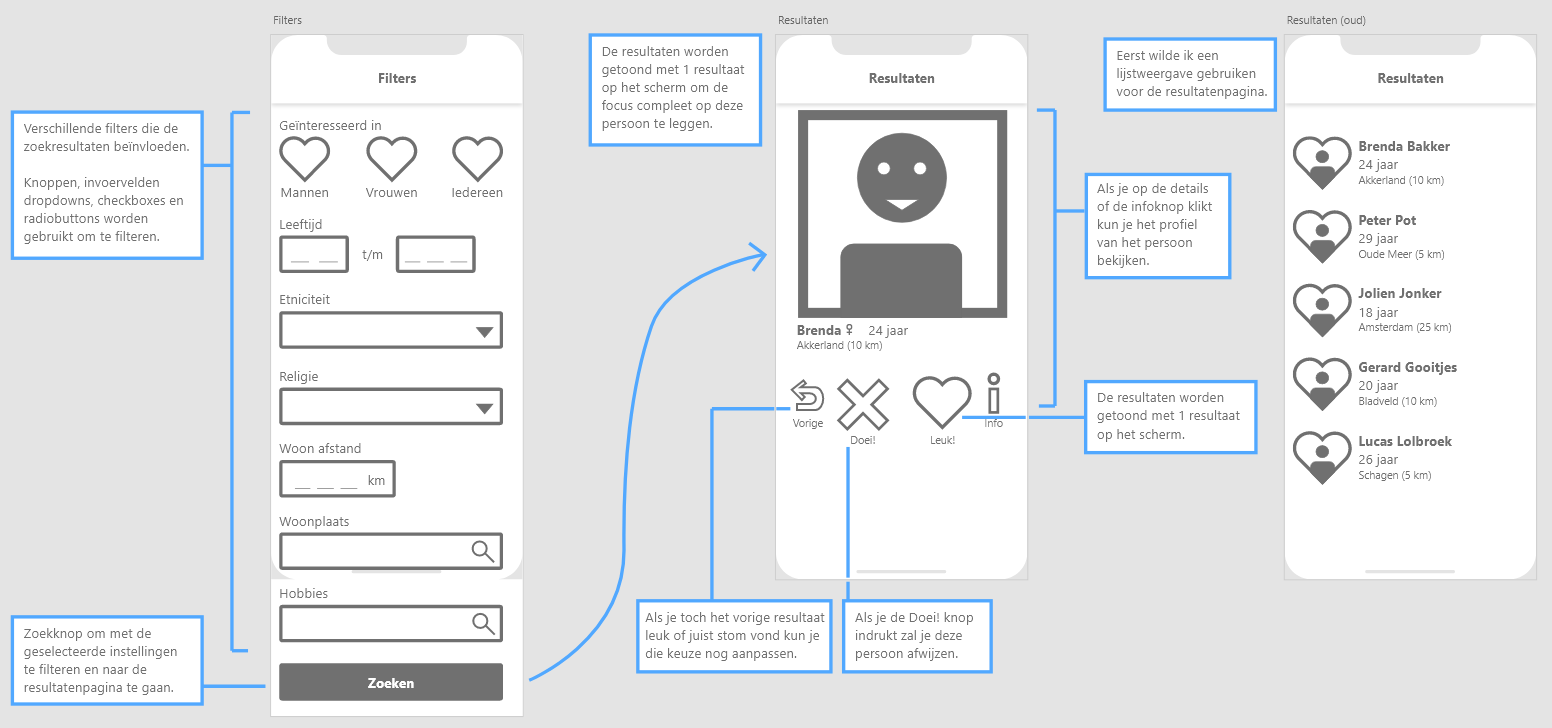 Filters
Filters
Verschillende filters die de
zoekresultaten beïnvloeden.
Knoppen, invoervelden
dropdowns, checkboxes en
radiobuttons worden
gebruikt om te filteren.
Geïnteresseerd in
Mannen
Vrouwen
Iedereen
Leeftijd
t/m
Etniciteit
Religie
Woon afstand
km
Woonplaats
Hobbies
Zoeken
Zoekknop om met de
geselecteerde instellingen
te filteren en naar de
resultatenpagina te gaan.
De resultaten worden
getoond met 1 resultaat
op het scherm om de
focus compleet op deze
persoon te leggen.
Resultaten
Resultaten
Brenda ♀ 24 jaar
Akkerland (10 km)
Vorige
Doei!
Leuk!
Info
Als je toch het vorige resultaat
leuk of juist stom vond kun je
die keuze nog aanpassen.
Als je de Doei! knop
indrukt zal je deze
persoon afwijzen.
Als je op de details
of de infoknop klikt
kun je het profiel
van het persoon
bekijken.
De resultaten worden
getoond met 1 resultaat
op het scherm.
Eerst wilde ik een
lijstweergave gebruiken
voor de resultatenpagina.
Resultaten (oud)
Resultaten
Brenda Bakker
24 jaar
Akkerland (10 km)
Peter Pot
29 jaar
Oude Meer (5 km)
Jolien Jonker
18 jaar
Amsterdam (25 km)
Gerard Gooitjes
20 jaar
Bladveld (10 km)
Lucas Lolbroek
26 jaar
Schagen (5 km)